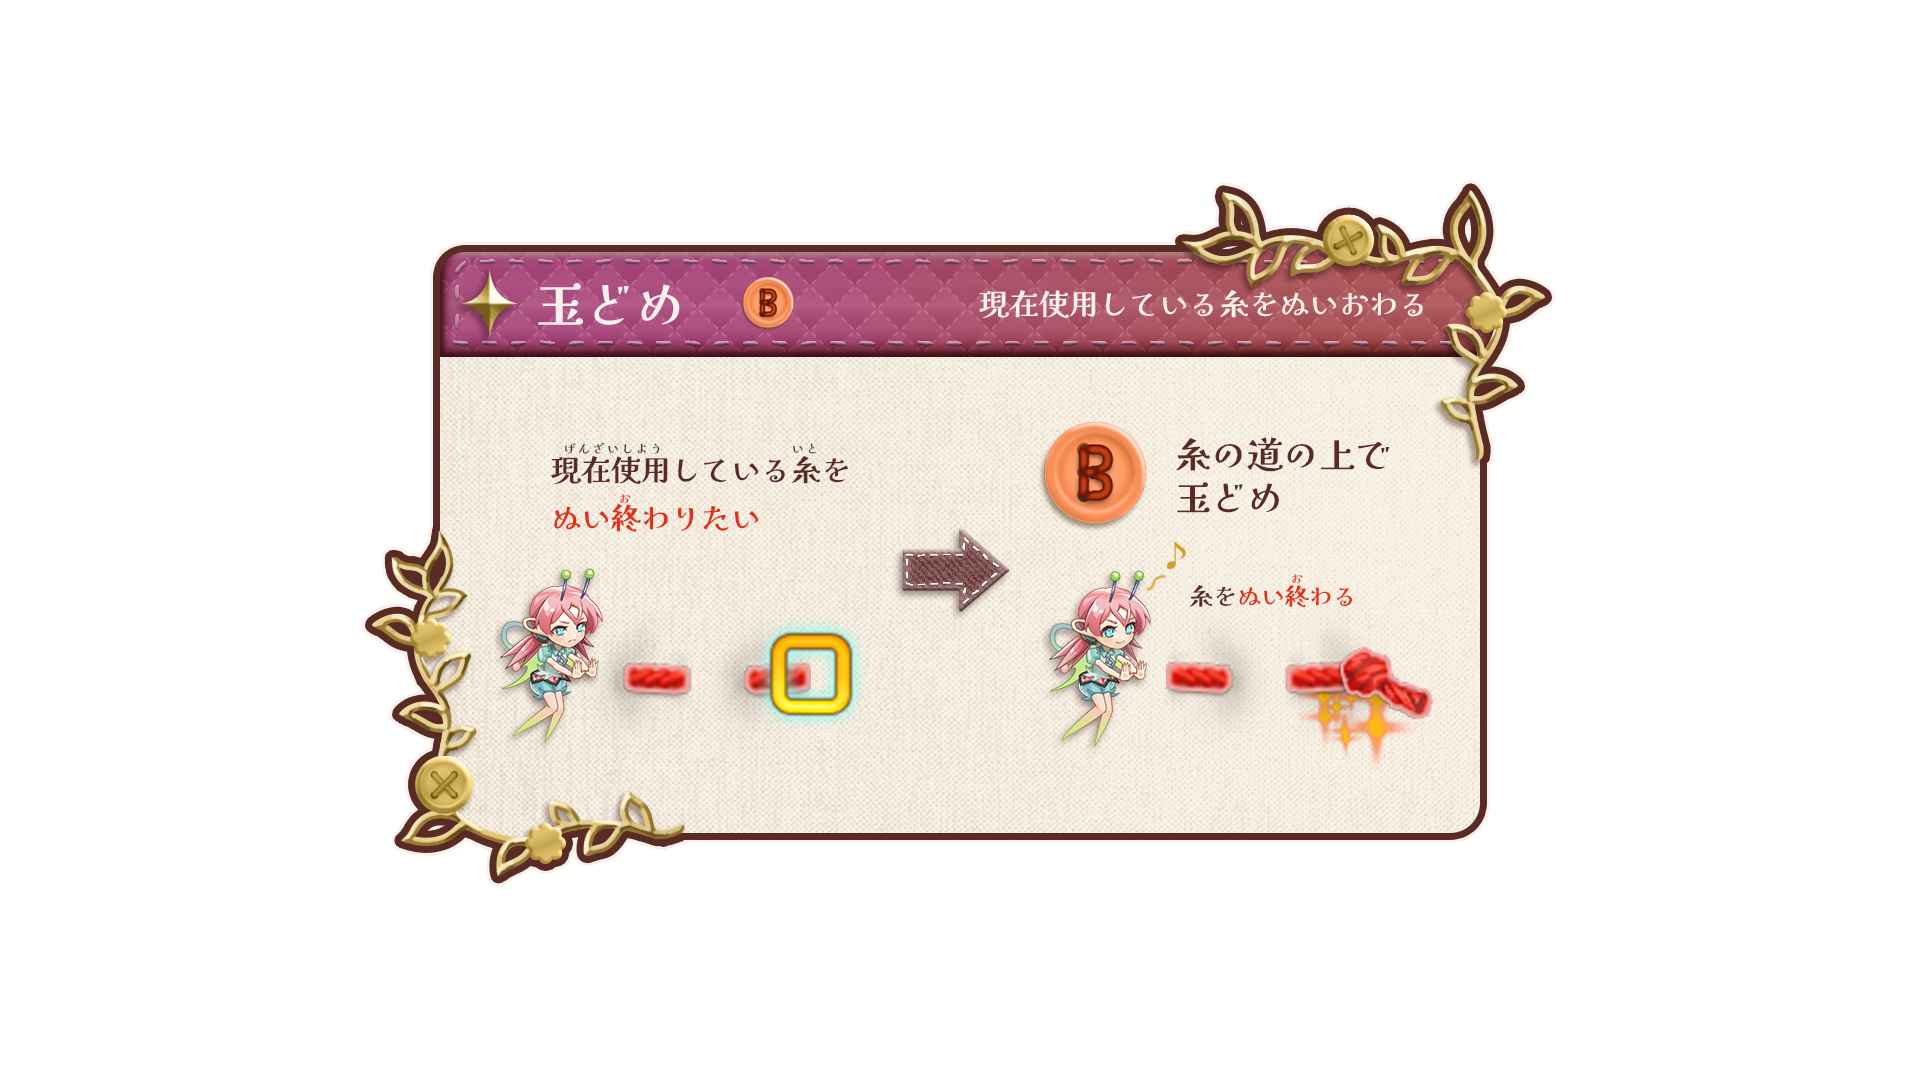 玉どめ B 現在使用している糸をぬいおわる
げんざいしよう いと
現在使用している糸を
お
ぬい終わりたい
B
糸の道の上で
玉どめ
お
糸をぬい終わる